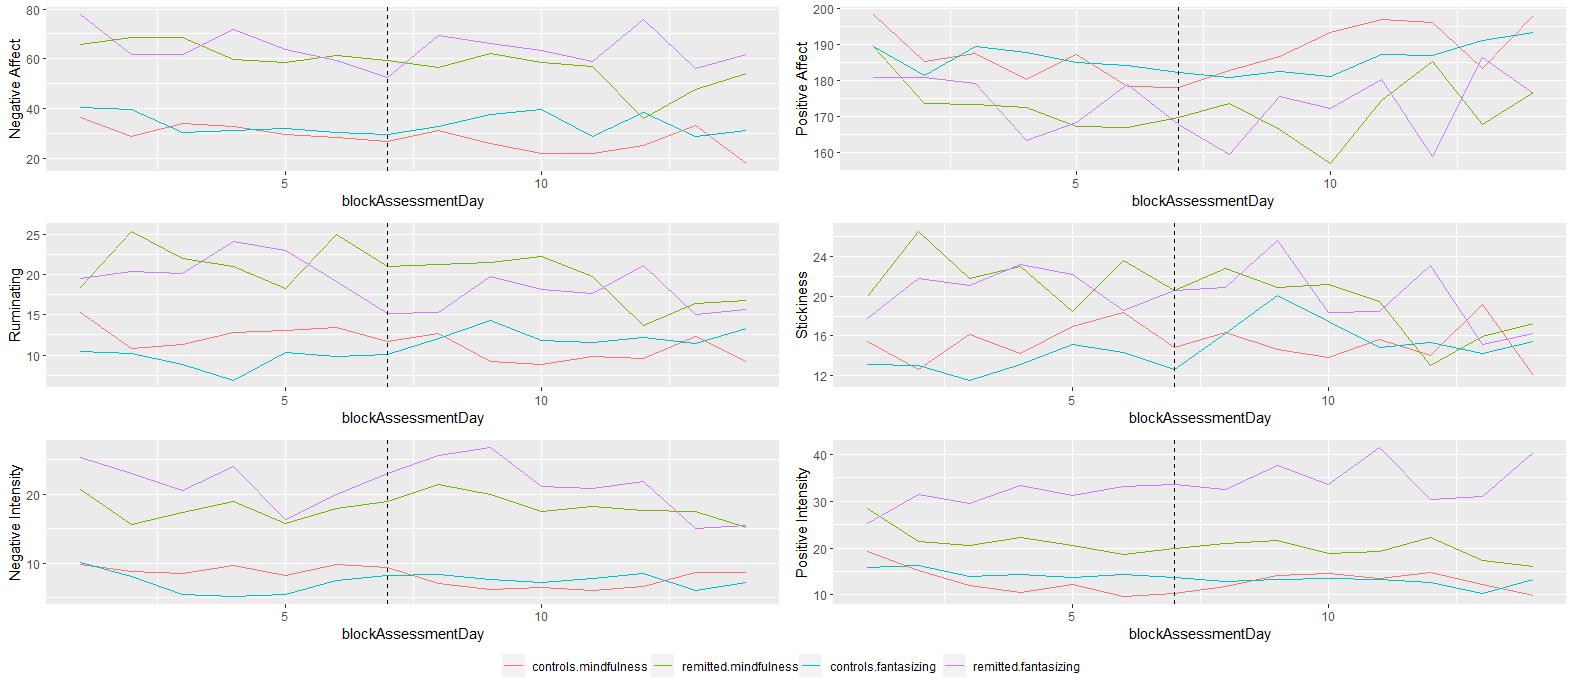 Negative Affect
80
60
40
20
5
10
blockAssessmentDay
Positive Affect
200
190
180
170
160
5
10
blockAssessmentDay
Ruminating
25
20
15
10
5
10
blockAssessmentDay
Stickiness
24
20
16
12
5
10
blockAssessmentDay
Negative Intensity
20
10
5
10
blockAssessmentDay
Positive Intensity
40
30
20
10
5
10
blockAssessmentDay
controls.mindfulness remitted.mindfulness controls.fantasizing remitted.fantasizing